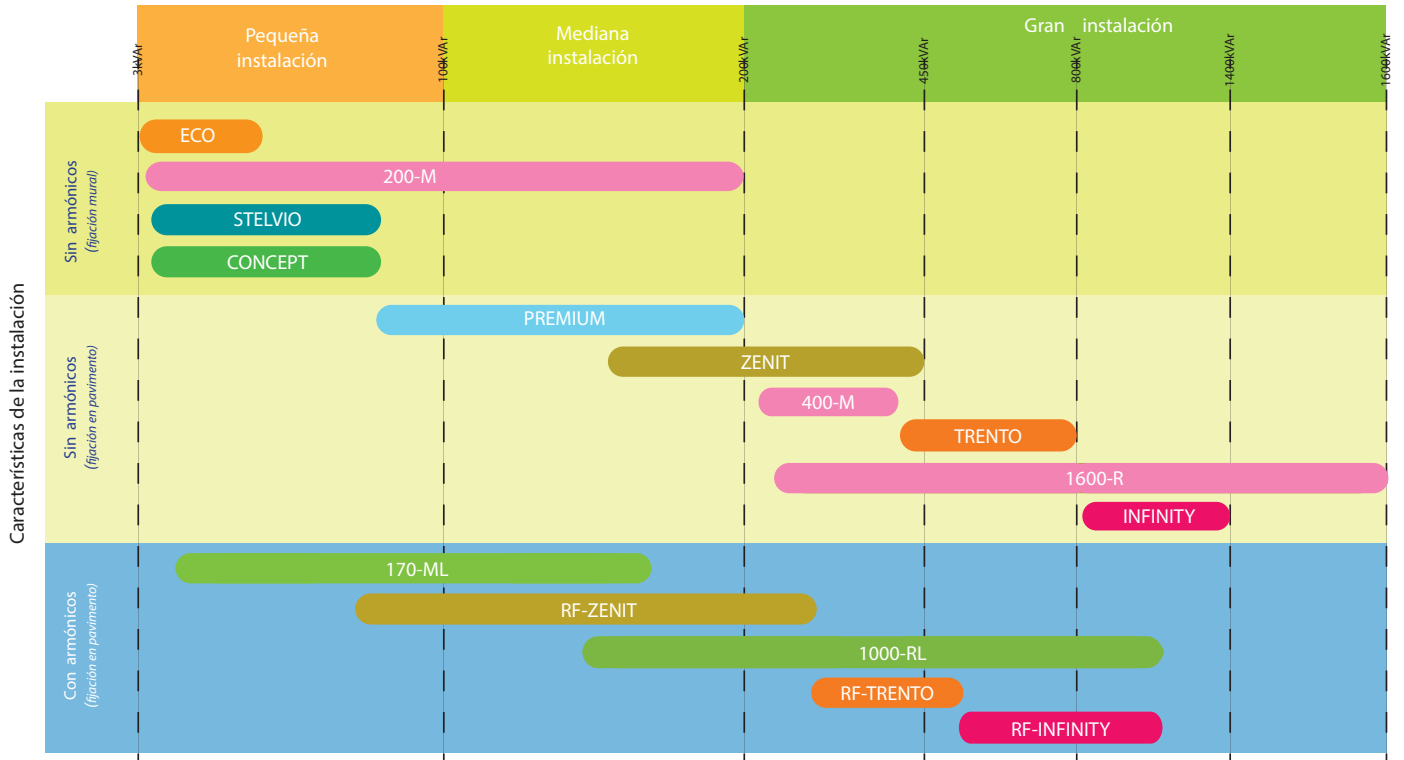 Pequeña
instalación
Mediana
instalación
Gran instalación
3kVAr
100kVAr
200kVAr
450kVAr
800kVAr
1400kVAr
1600kVAr
Características de la instalación
Sin armónicos
(fijación mural)
ECO
200-M
STELVIO
CONCEPT
Sin armónicos
(fijación en pavimento)
PREMIUM
ZENIT
400-M
TRENTO
1600-R
INFINITY
Con armónicos
(fijación en pavimento)
170-ML
RF-ZENIT
1000-RL
RF-TRENTO
RF-INFINITY